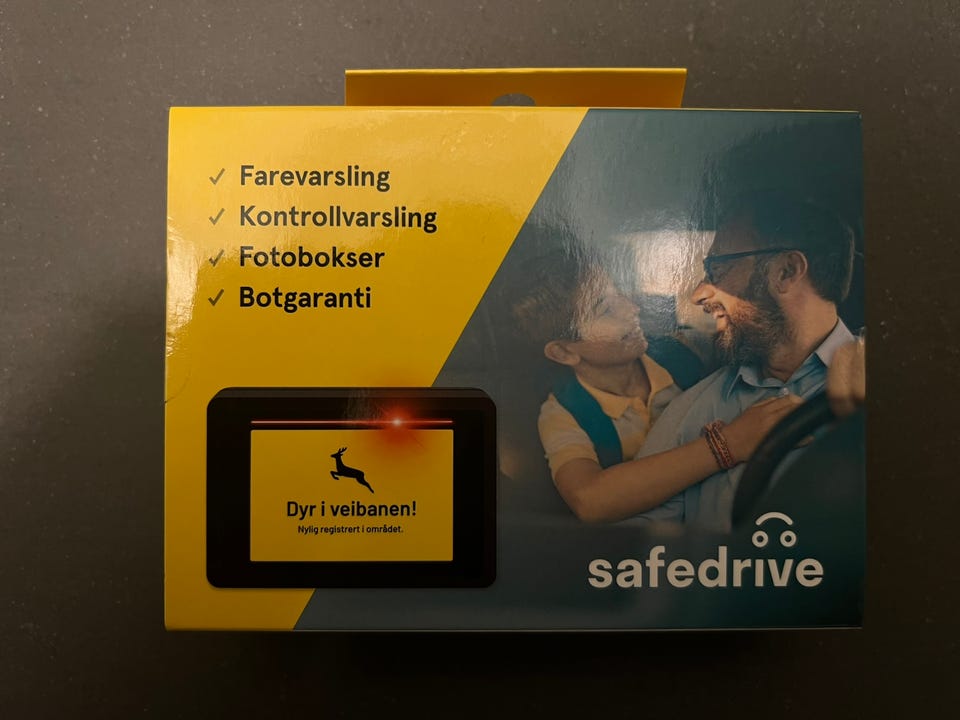 Farevarsling
Kontrollvarsling
Fotobokser
Botgaranti
Dyr i veibanen!
Nylig registrert i området.
safedrive